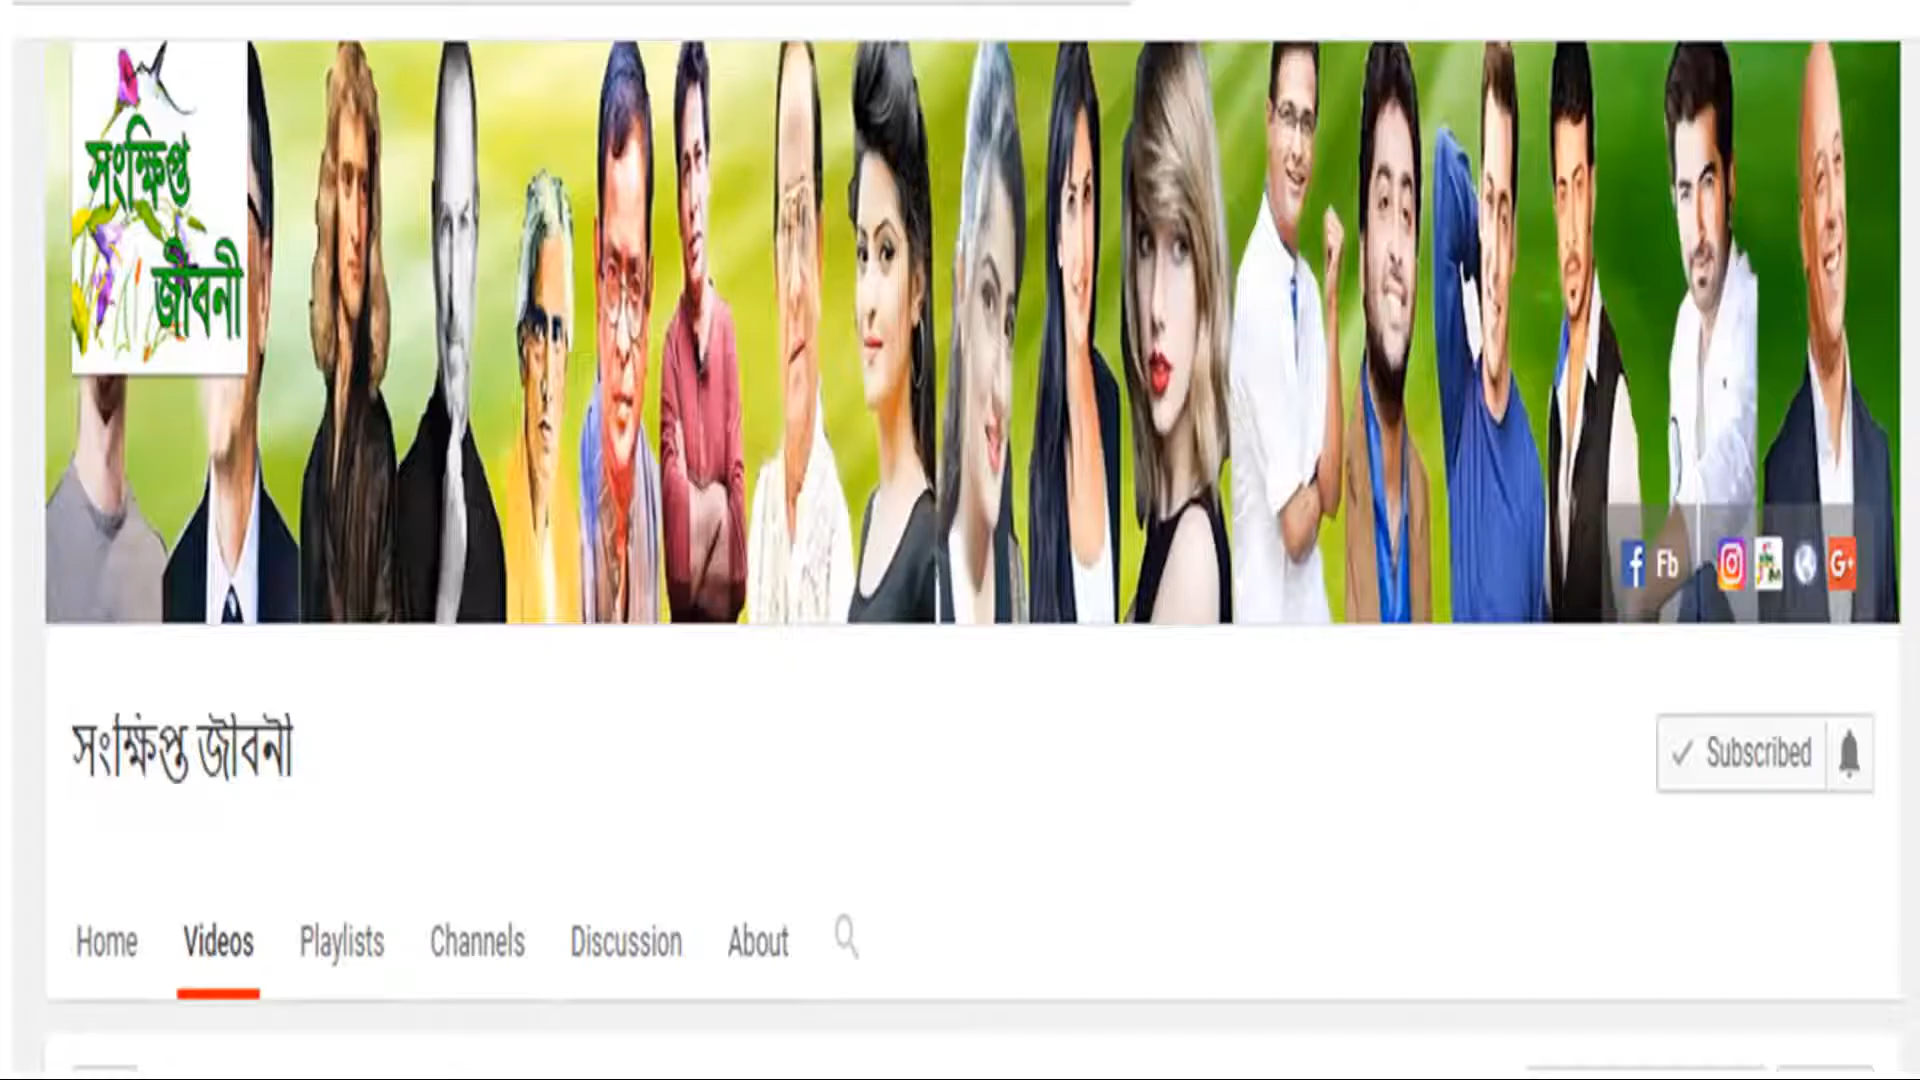 সংক্ষিপ্ত
জীবনী
f Fb G+
সংক্ষিপ্ত জীবনী
Subscribed
Home Videos Playlists Channels Discussion About